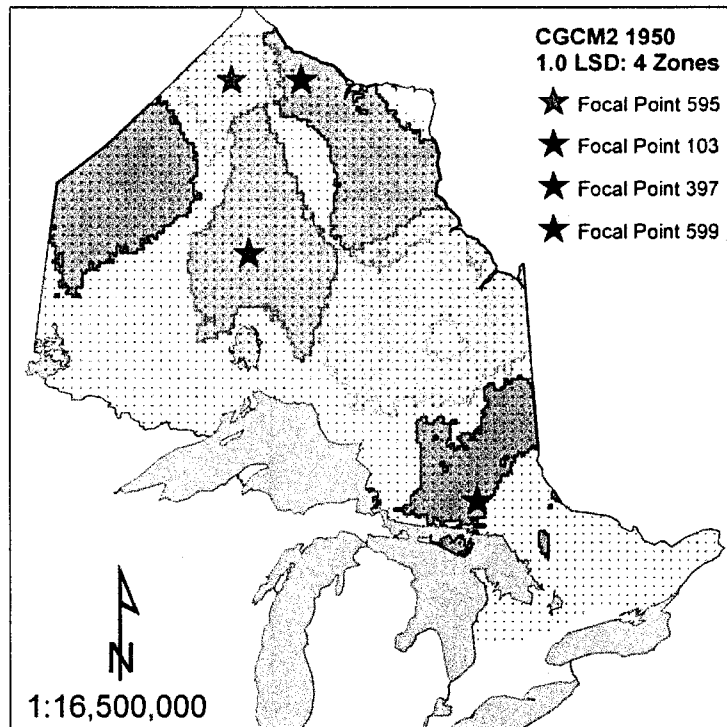 CGCM2 1950
1.0 LSD: 4 Zones
Focal Point 595
Focal Point 103
Focal Point 397
Focal Point 599
N
1:16,500,000